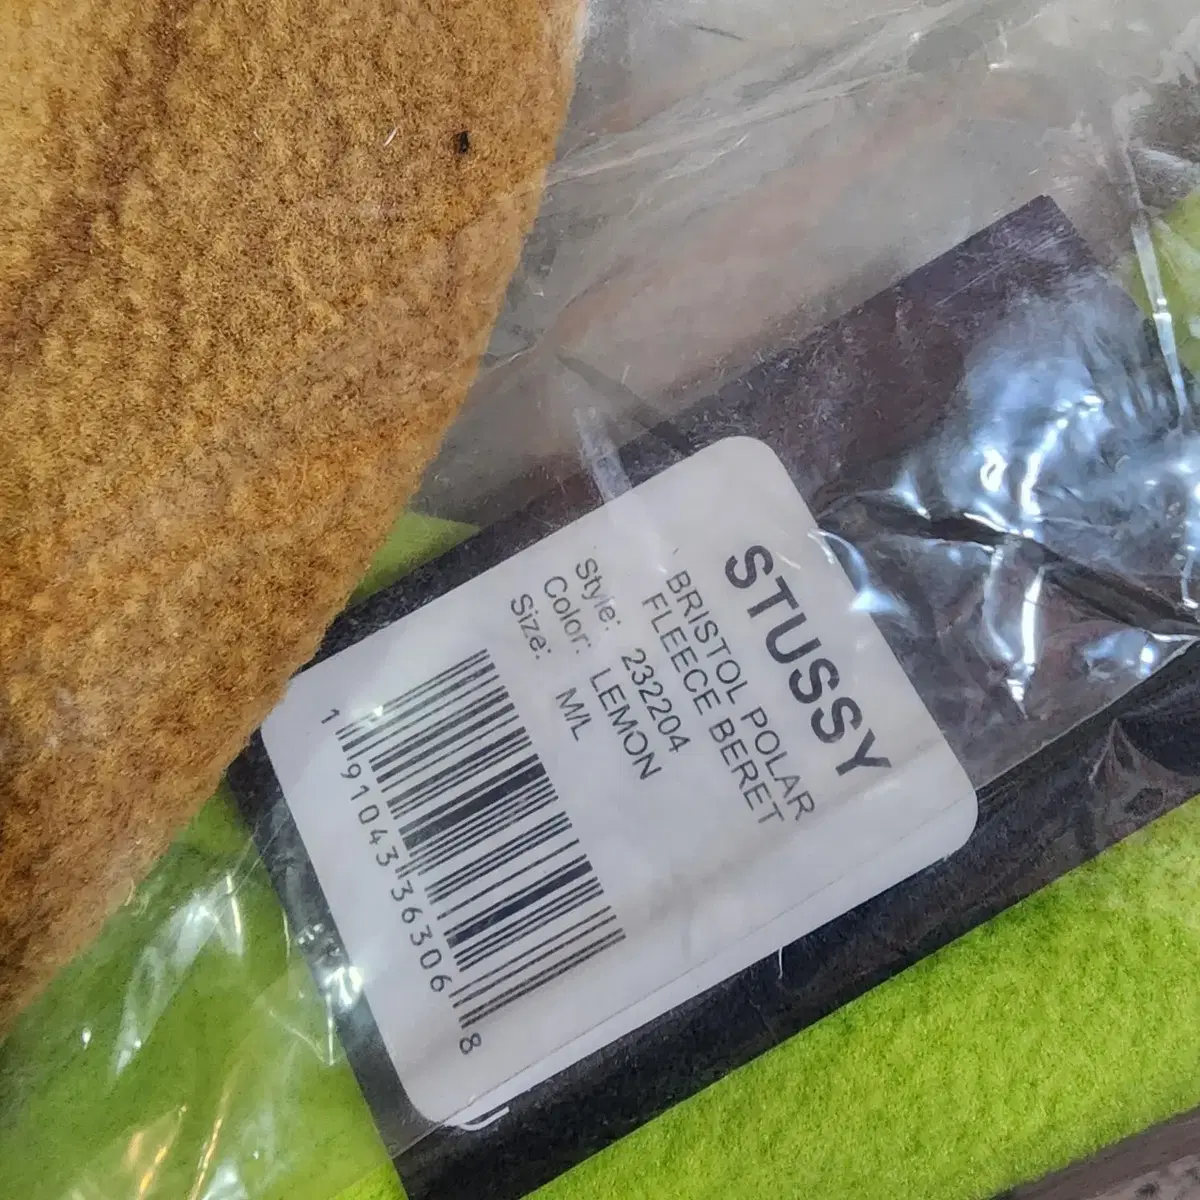 STUSSY
BRISTOL POLAR
FLEECE BERET
Style: 232204
Color: LEMON
Size: M/L
1 91043 36306 8